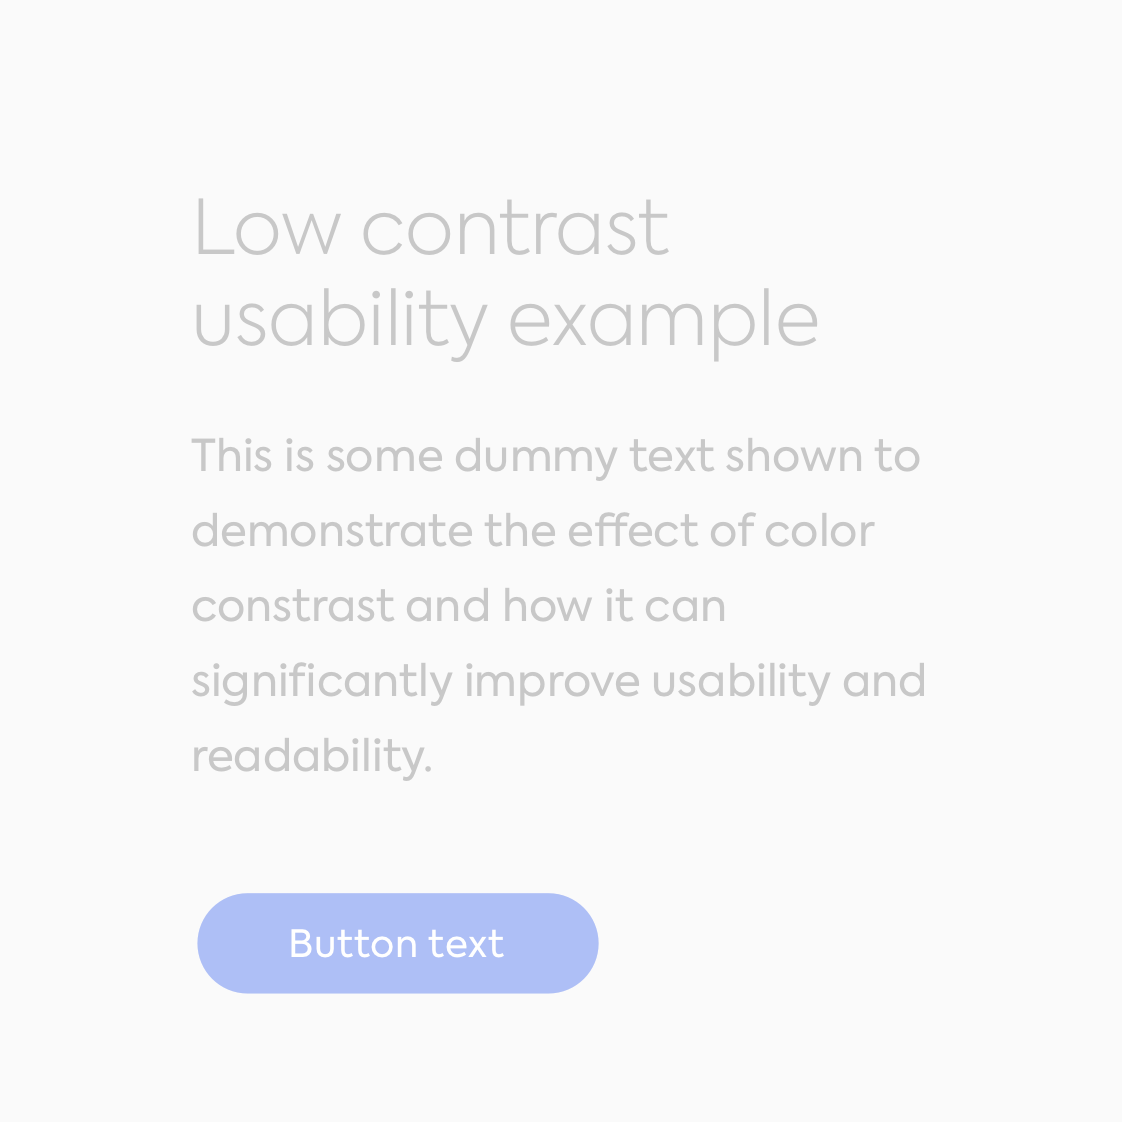 Low contrast
usability example
This is some dummy text shown to
demonstrate the effect of color
constrast and how it can
significantly improve usability and
readability.
Button text